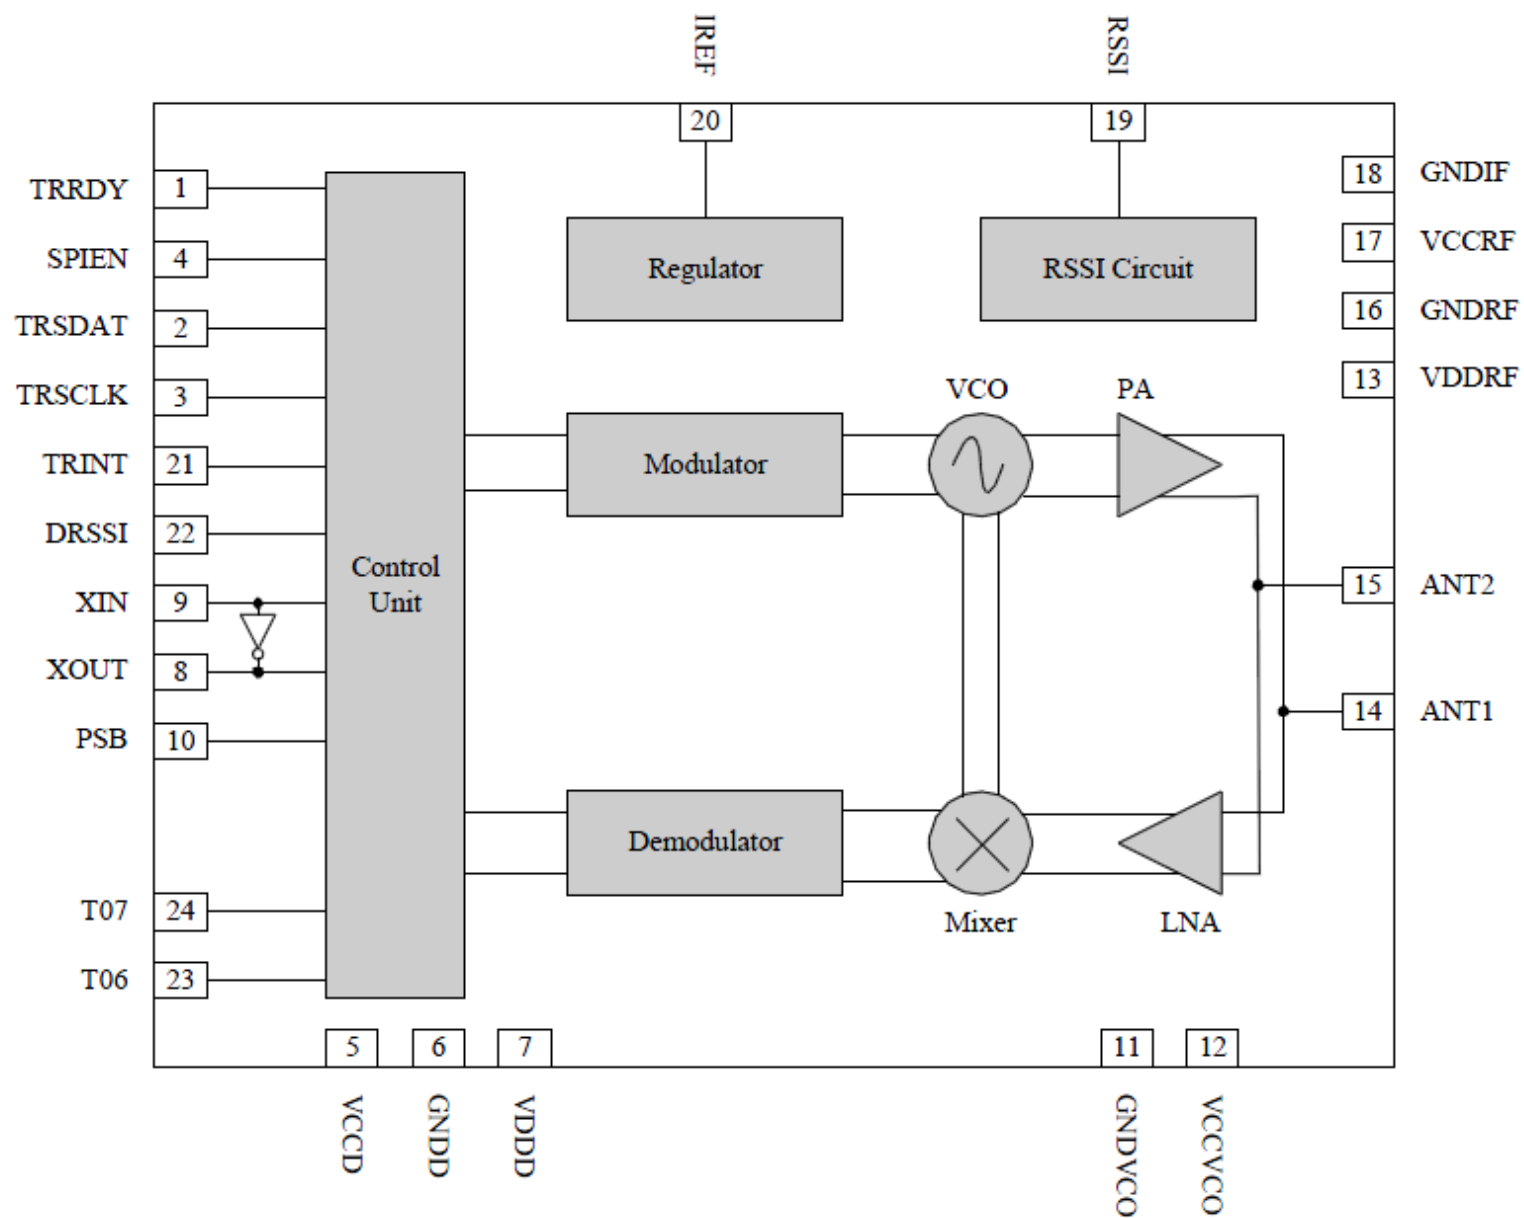 IREF
RSSI
20
19
TRRDY 1
18 GNDIF
SPIEN 4
17 VCCRF
Regulator
RSSI Circuit
TRSDAT 2
16 GNDRF
TRSCLK 3
VCO
PA
13 VDDRF
TRINT 21
Modulator
DRSSI 22
Control
Unit
XIN 9
15 ANT2
XOUT 8
14 ANT1
PSB 10
Demodulator
Mixer
LNA
T07 24
T06 23
5
6
7
11
12
VCCD
GNDD
VDDD
GNDVCO
VCCVCO